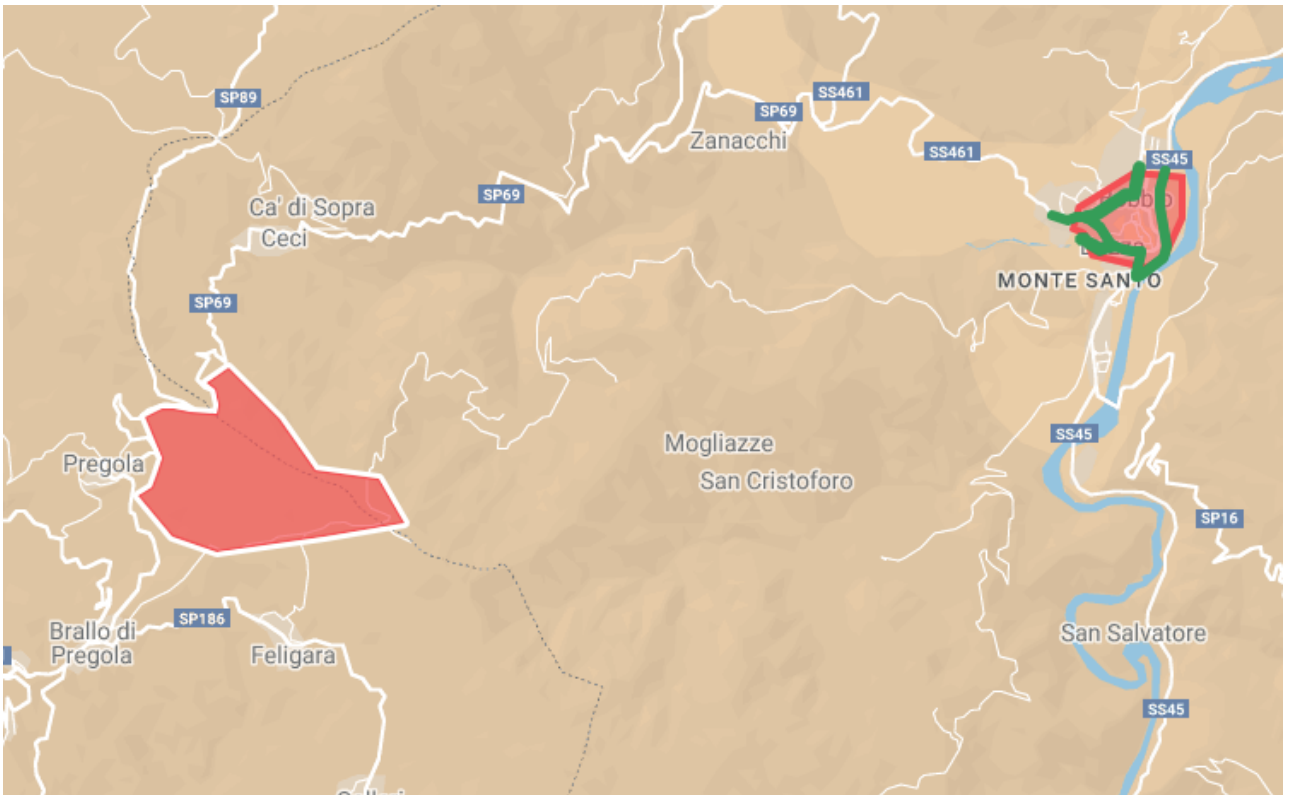 SP89
SS461
SP69
Zanacchi
SS461
SS45
SP69
Ca' di Sopra
Ceci
MONTE SANTO
SP69
SS45
Mogliazze
Pregola
San Cristoforo
SP16
SP186
Brallo di
Pregola
Feligara
San Salvatore
SS45